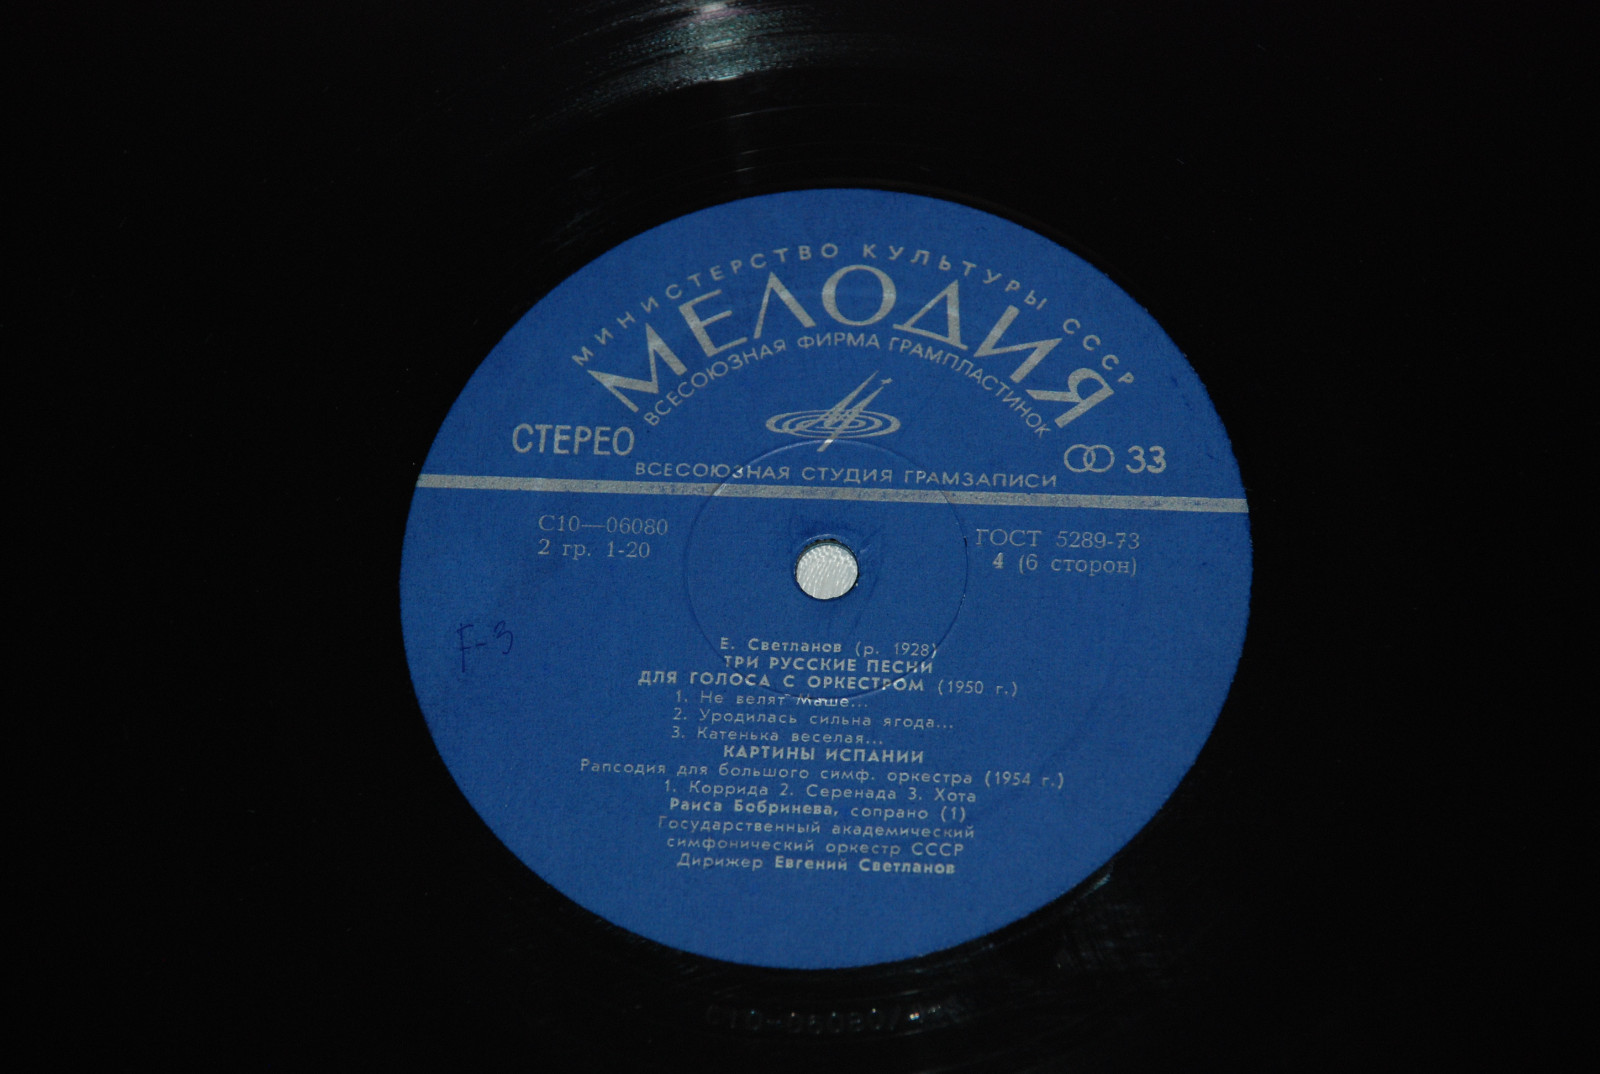 МИНИСТЕРСТВО КУЛЬТУРЫ СССР
МЕЛОДИЯ
ВСЕСОЮЗНАЯ ФИРМА ГРАМПЛАСТИНОК
СТЕРЕО
33
ВСЕСОЮЗНАЯ СТУДИЯ ГРАМЗАПИСИ
С10—06080
2 гр. 1-20
ГОСТ 5289-73
4 (6 сторон)
F-3
Е. Светланов (р. 1928)
ТРИ РУССКИЕ ПЕСНИ
ДЛЯ ГОЛОСА С ОРКЕСТРОМ (1950 г.)
1. Не велят Маше...
2. Уродилась сильна ягода...
3. Катенька веселая...
КАРТИНЫ ИСПАНИИ
Рапсодия для большого симф. оркестра (1954 г.)
1. Коррида 2. Серенада 3. Хота
Раиса Бобринева, сопрано (1)
Государственный академический
симфонический оркестр СССР
Дирижер Евгений Светланов